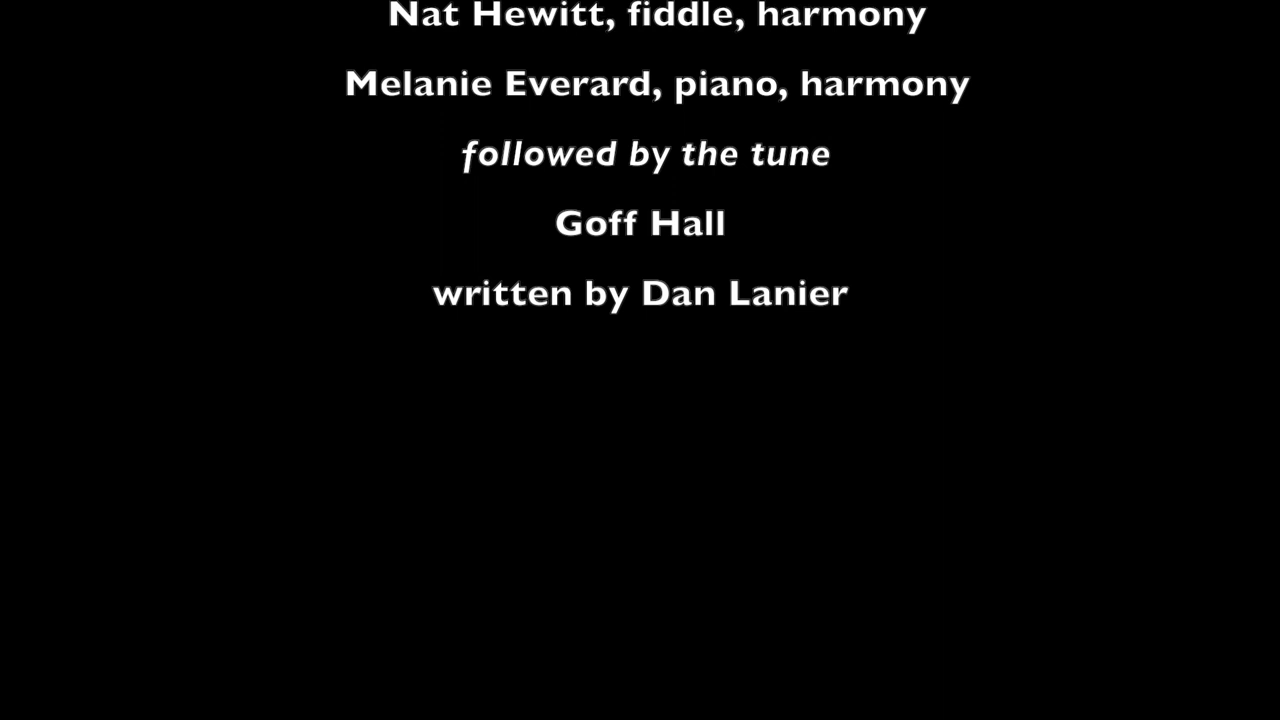 Nat Hewitt, fiddle, harmony
Melanie Everard, piano, harmony
followed by the tune
Goff Hall
written by Dan Lanier